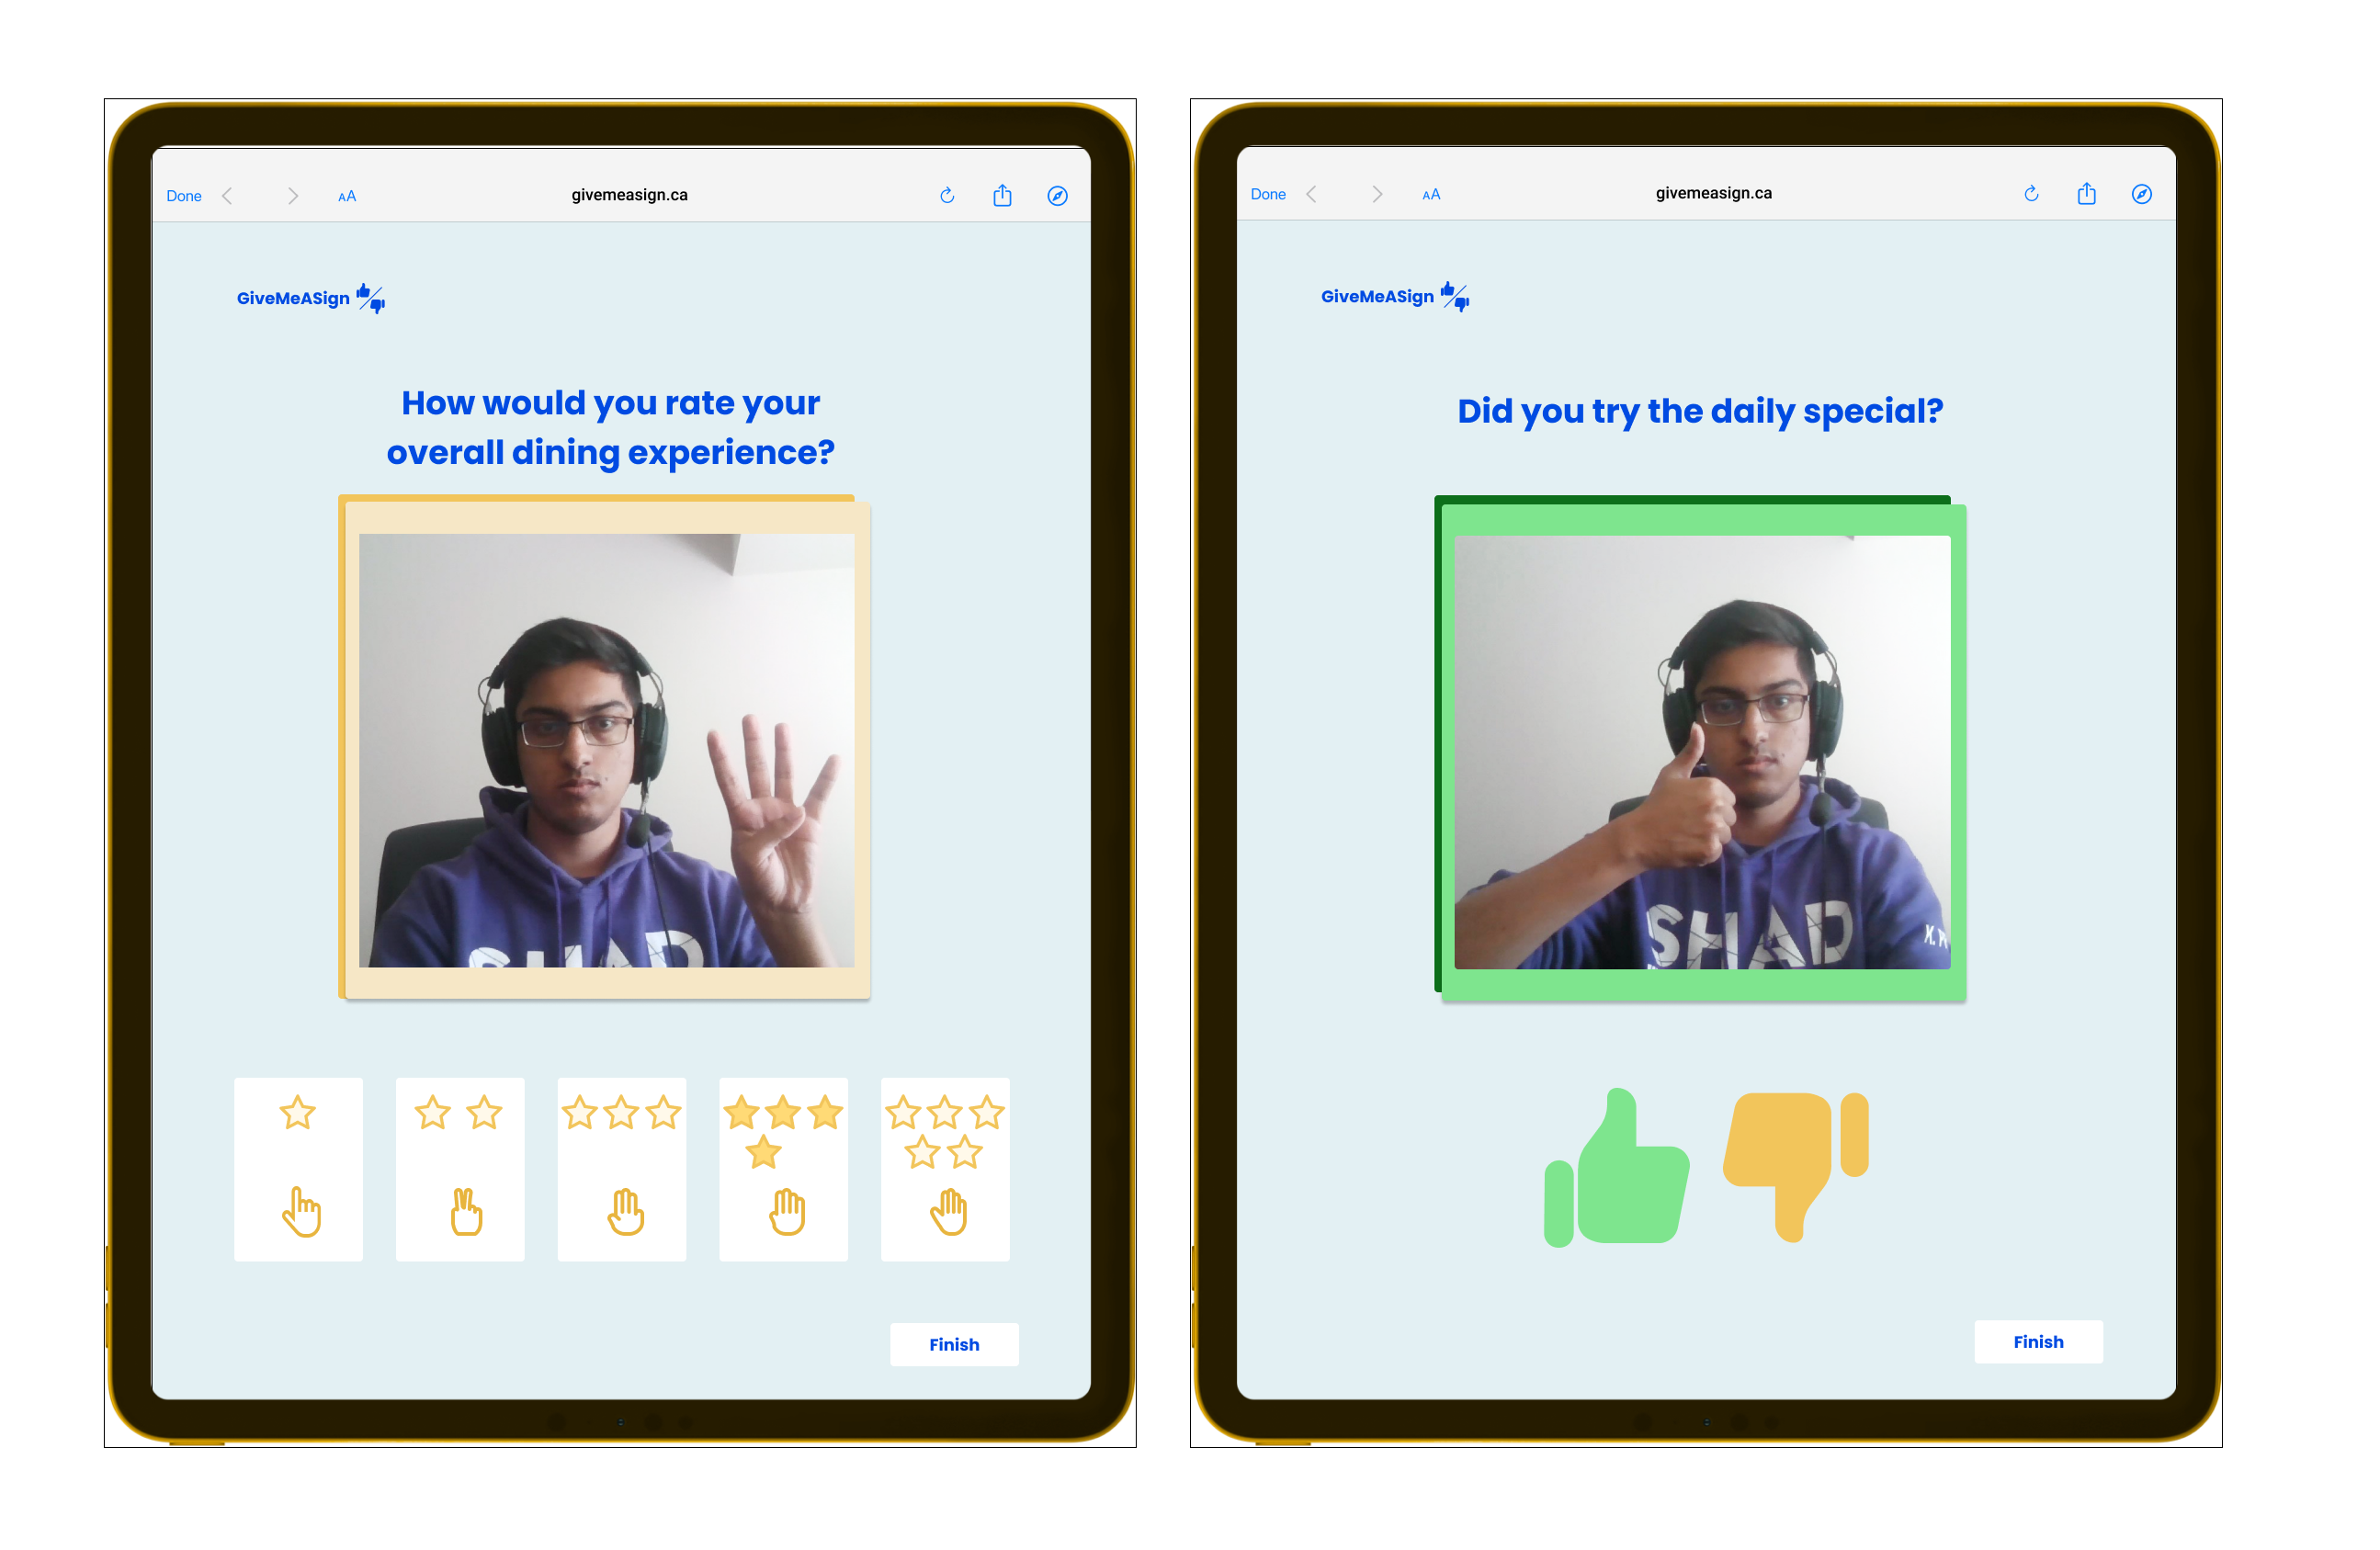 Done
AA
givemeasign.ca
GiveMeASign
How would you rate your
overall dining experience?
SHAD
Finish
Done
AA
givemeasign.ca
GiveMeASign
Did you try the daily special?
SHAD
Finish